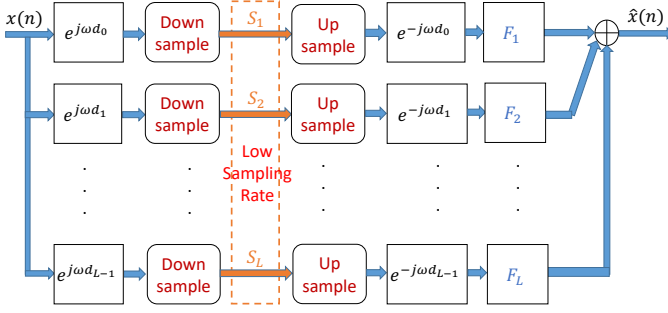 x(n)
e^{jωd_0}
Down sample
S_1
Up sample
e^{-jωd_0}
F_1
x̂(n)
e^{jωd_1}
Down sample
S_2
Up sample
e^{-jωd_1}
F_2
Low Sampling Rate
. . . . . .
. . . . . .
. . . . . .
e^{jωd_{L-1}}
Down sample
S_L
Up sample
e^{-jωd_{L-1}}
F_L